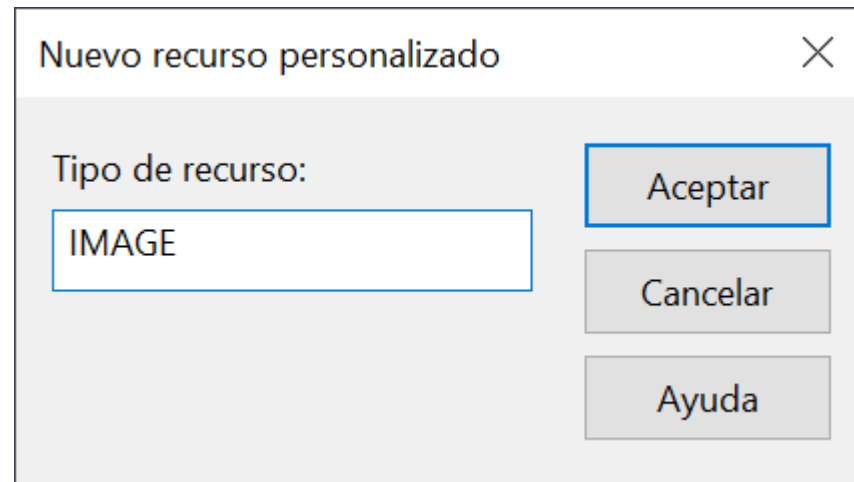 Nuevo recurso personalizado
Tipo de recurso:
IMAGE
Aceptar
Cancelar
Ayuda